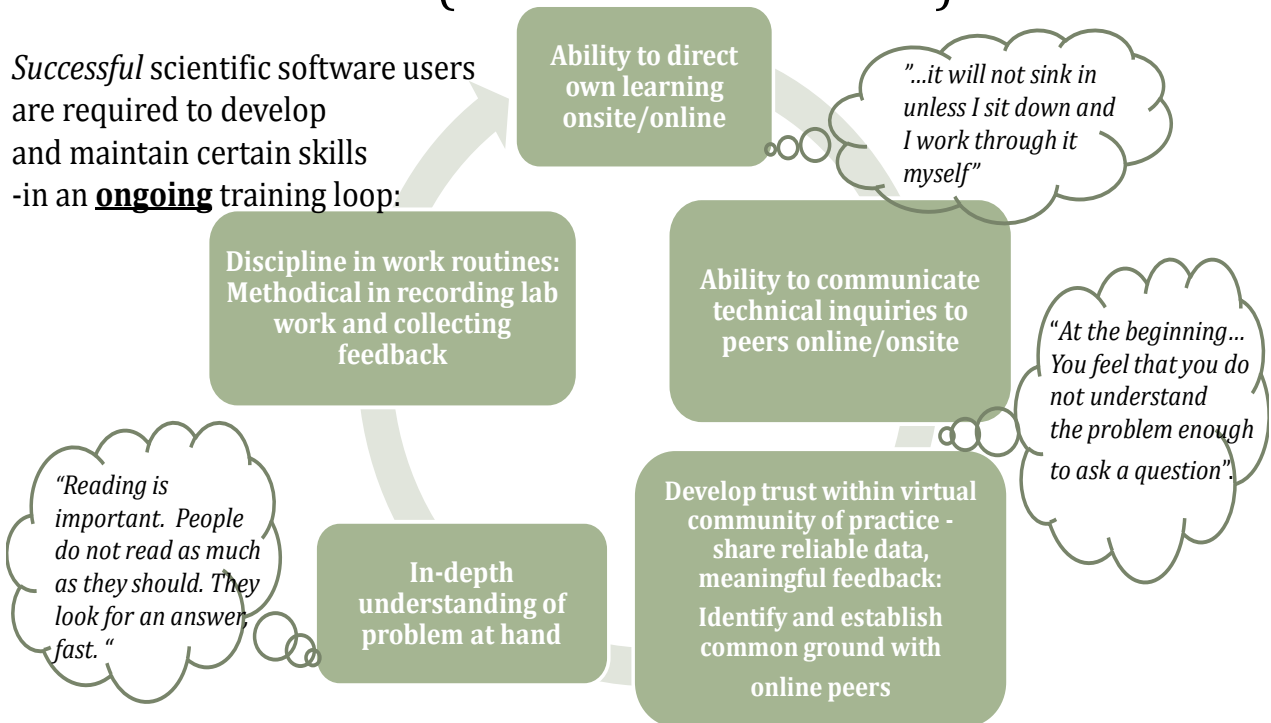 Successful scientific software users
are required to develop
and maintain certain skills
-in an ongoing training loop:
Ability to direct
own learning
onsite/online
"...it will not sink in
unless I sit down and
I work through it
myself”
Ability to communicate
technical inquiries to
peers online/onsite
“At the beginning...
You feel that you do
not understand
the problem enough
to ask a question”.
Develop trust within virtual
community of practice -
share reliable data,
meaningful feedback:
Identify and establish
common ground with
online peers
In-depth
understanding of
problem at hand
“Reading is
important. People
do not read as much
as they should. They
look for an answer,
fast. “
Discipline in work routines:
Methodical in recording lab
work and collecting
feedback